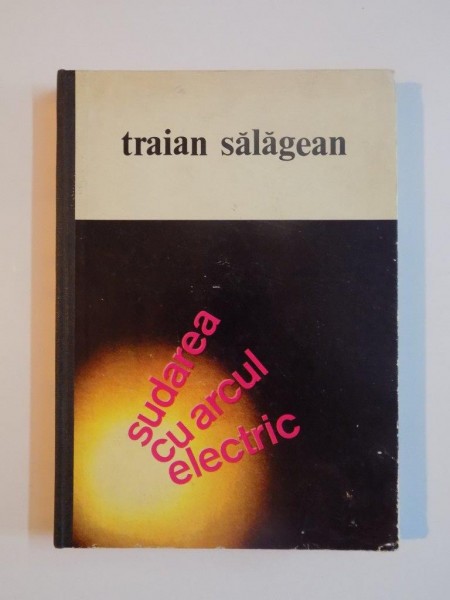 traian sălăgean
sudarea
cu arcul
electric